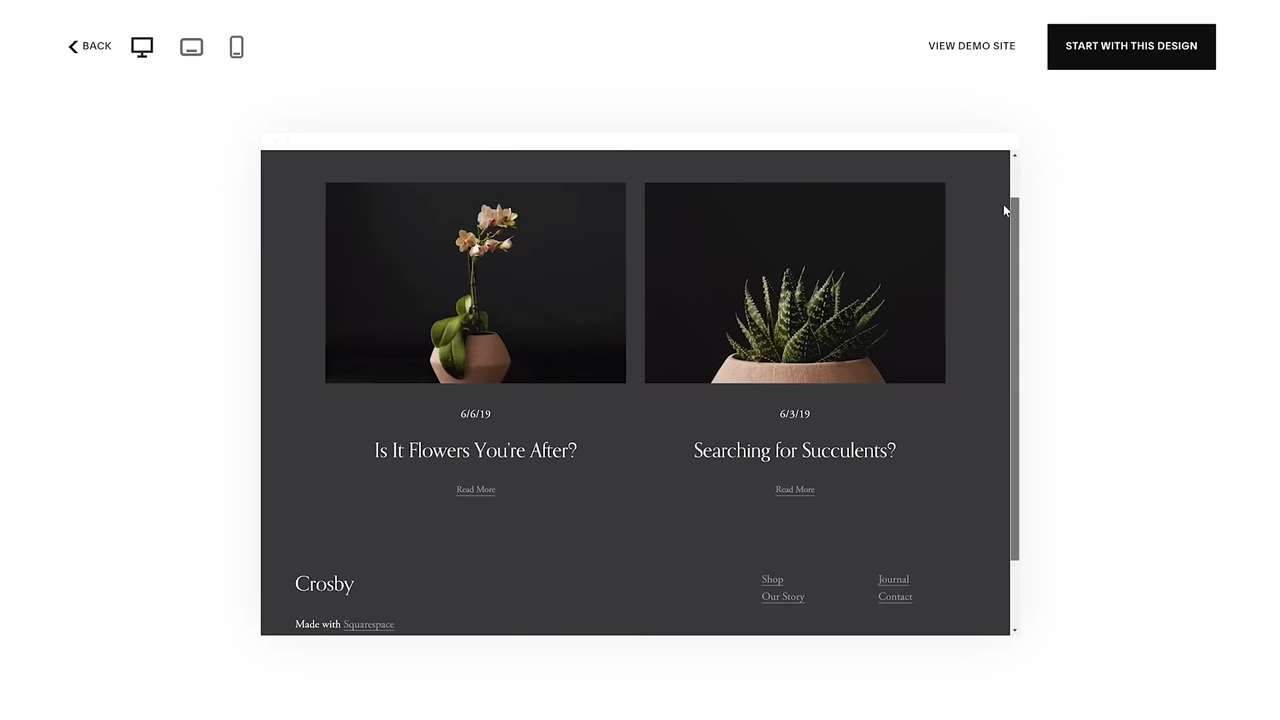 BACK
VIEW DEMO SITE
START WITH THIS DESIGN
6/6/19
6/3/19
Is It Flowers You're After?
Searching for Succulents?
Read More
Read More
Crosby
Shop
Journal
Our Story
Contact
Made with Squarespace